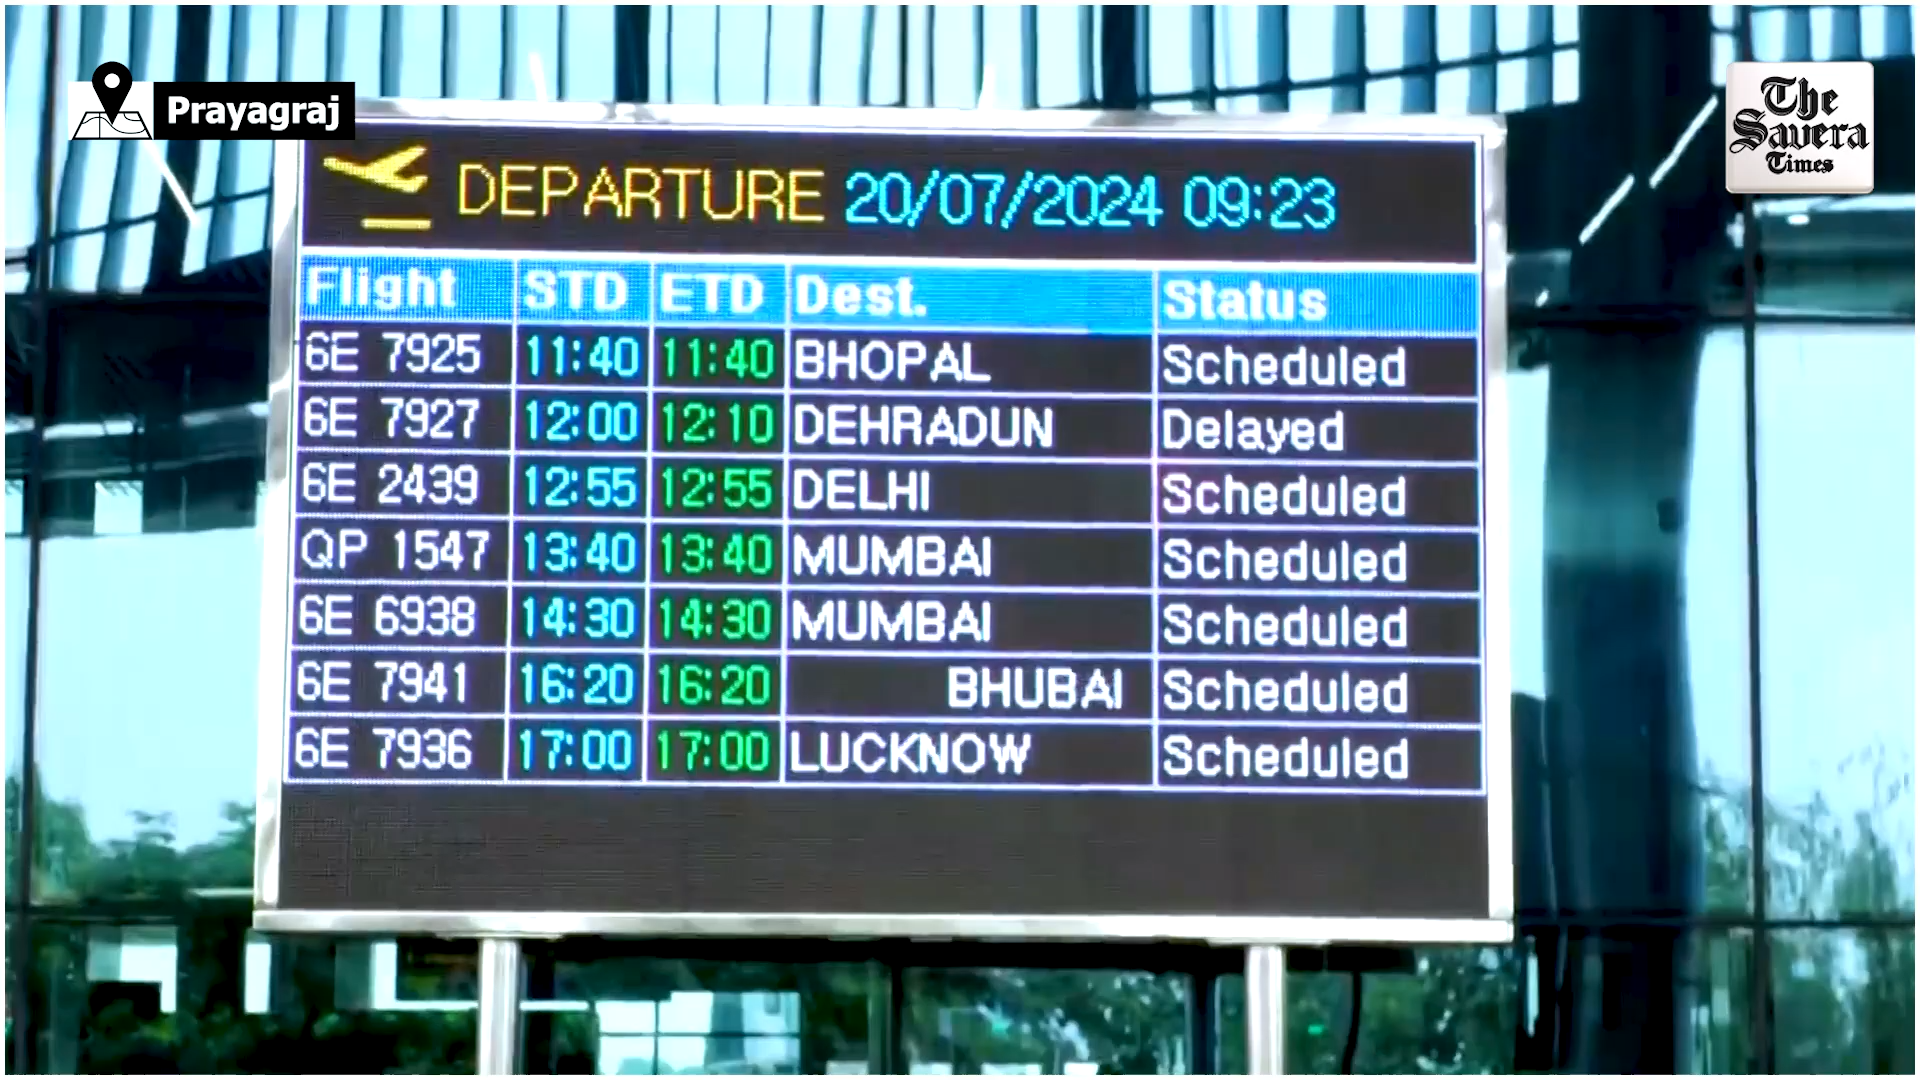 Prayagraj
The
Savera
Times
DEPARTURE 20/07/2024 09:23
Flight STD ETD Dest. Status
6E 7925 11:40 11:40 BHOPAL Scheduled
6E 7927 12:00 12:10 DEHRADUN Delayed
6E 2439 12:55 12:55 DELHI Scheduled
QP 1547 13:40 13:40 MUMBAI Scheduled
6E 6938 14:30 14:30 MUMBAI Scheduled
6E 7941 16:20 16:20 BHUBAI Scheduled
6E 7936 17:00 17:00 LUCKNOW Scheduled